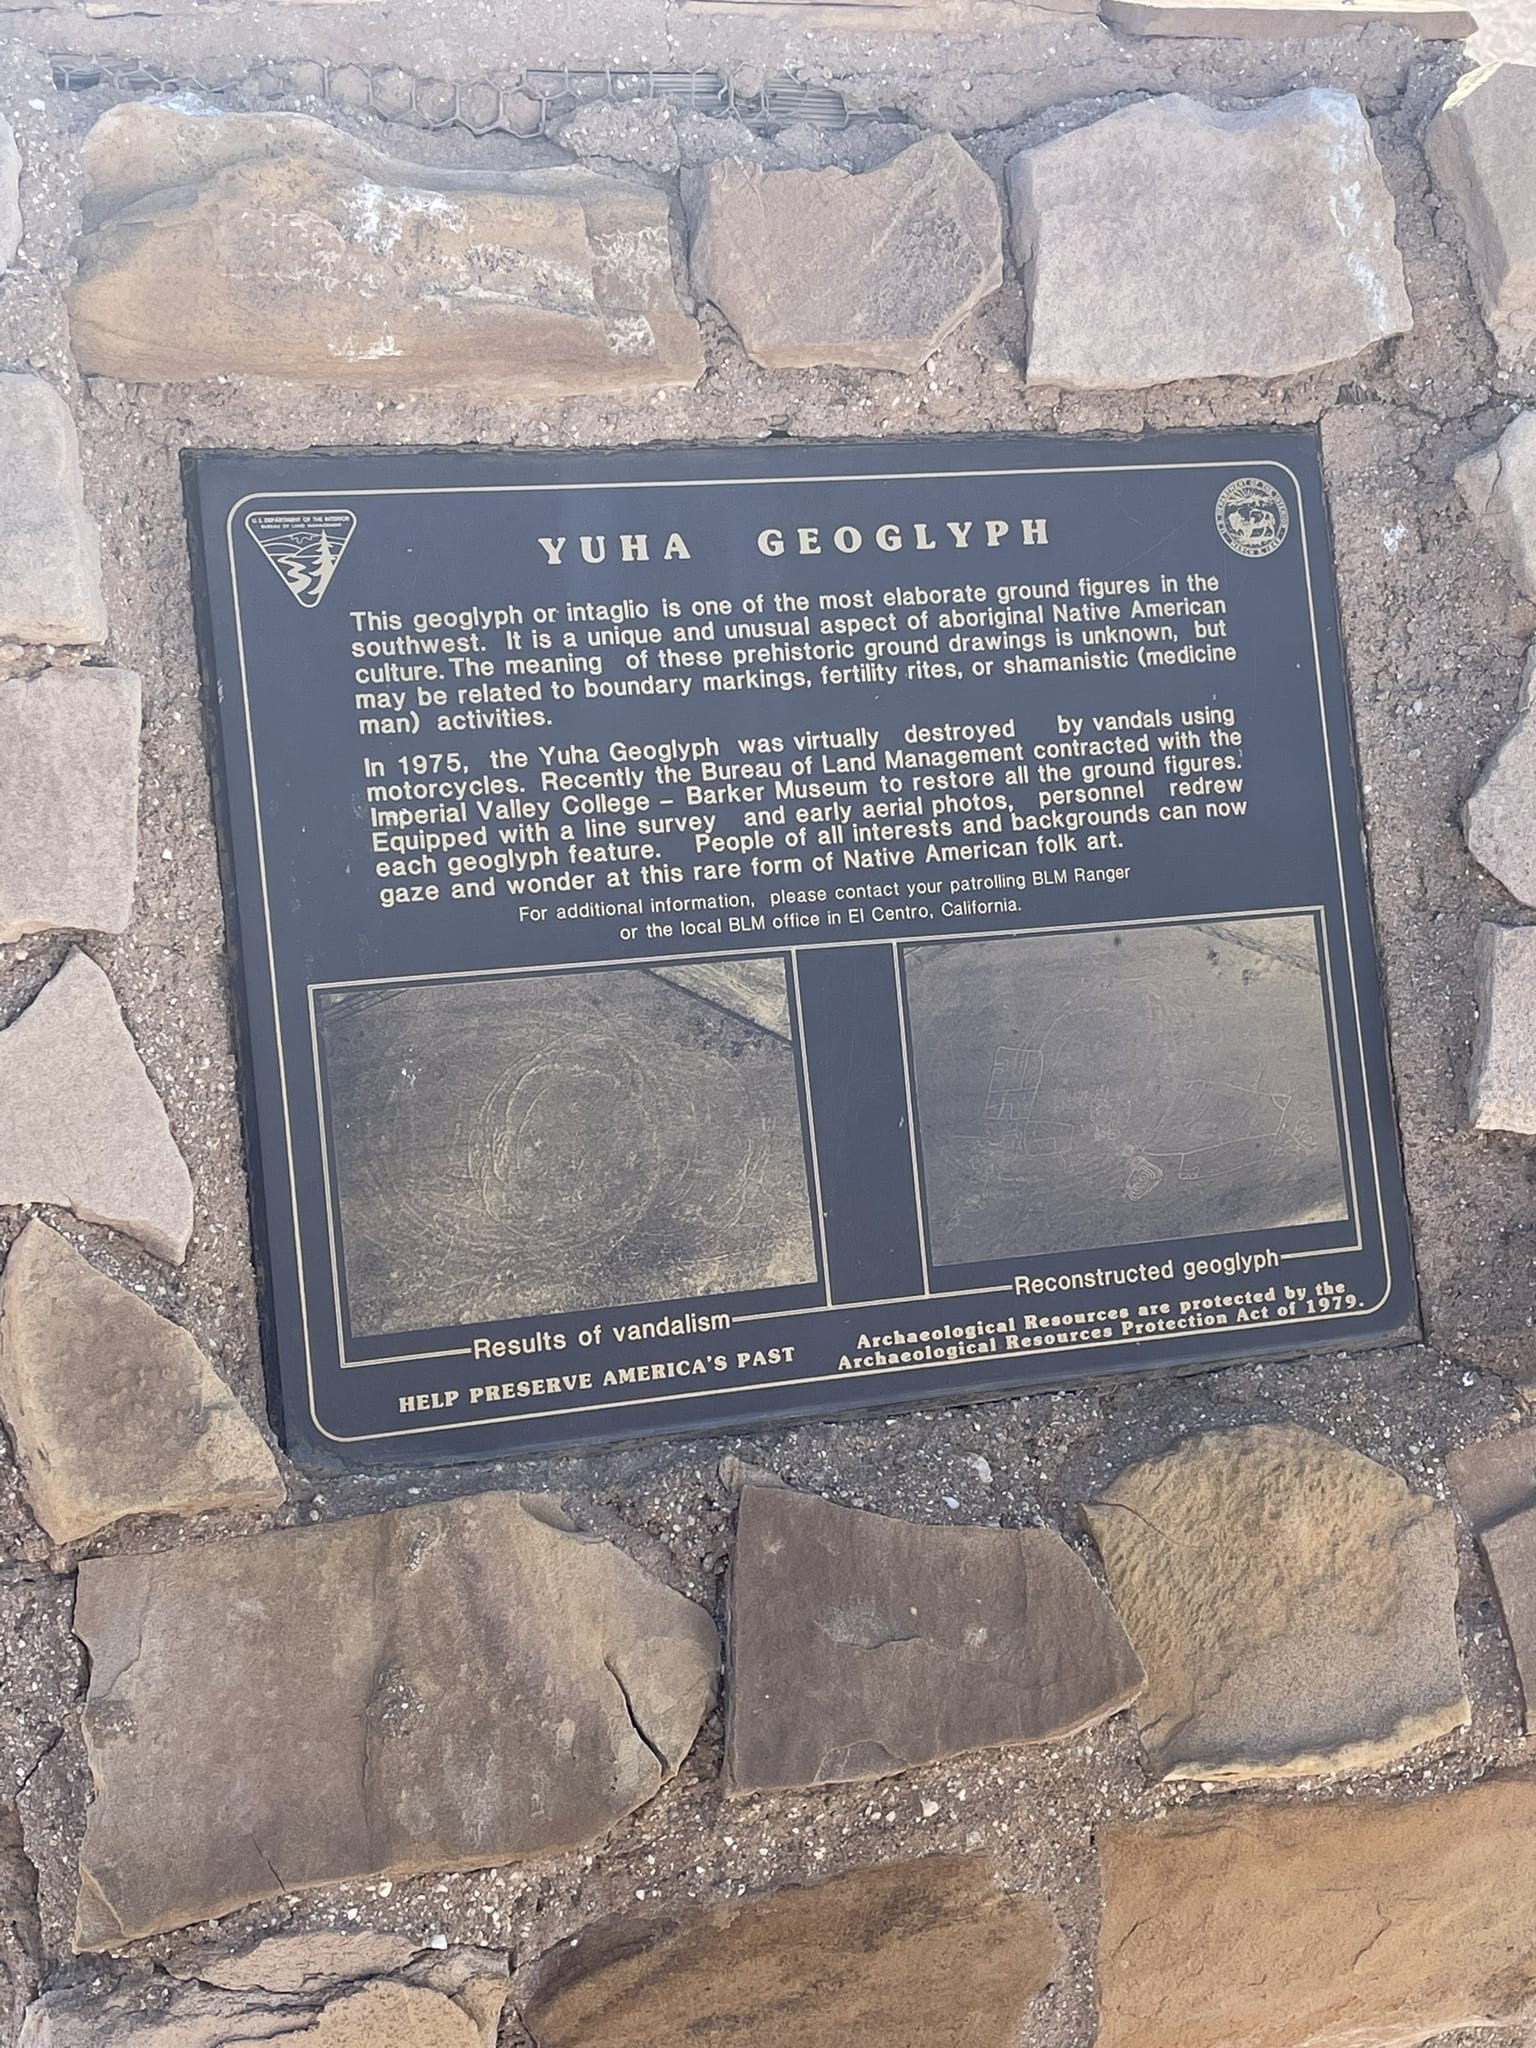 U.S. DEPARTMENT OF THE INTERIOR
BUREAU OF LAND MANAGEMENT
YUHA GEOGLYPH
This geoglyph or intaglio is one of the most elaborate ground figures in the
southwest. It is a unique and unusual aspect of aboriginal Native American
culture. The meaning of these prehistoric ground drawings is unknown, but
may be related to boundary markings, fertility rites, or shamanistic (medicine
man) activities.
In 1975, the Yuha Geoglyph was virtually destroyed by vandals using
motorcycles. Recently the Bureau of Land Management contracted with the
Imperial Valley College – Barker Museum to restore all the ground figures.
Equipped with a line survey and early aerial photos, personnel redrew
each geoglyph feature. People of all interests and backgrounds can now
gaze and wonder at this rare form of Native American folk art.
For additional information, please contact your patrolling BLM Ranger
or the local BLM office in El Centro, California.
Results of vandalism
Reconstructed geoglyph
HELP PRESERVE AMERICA'S PAST
Archaeological Resources are protected by the
Archaeological Resources Protection Act of 1979.